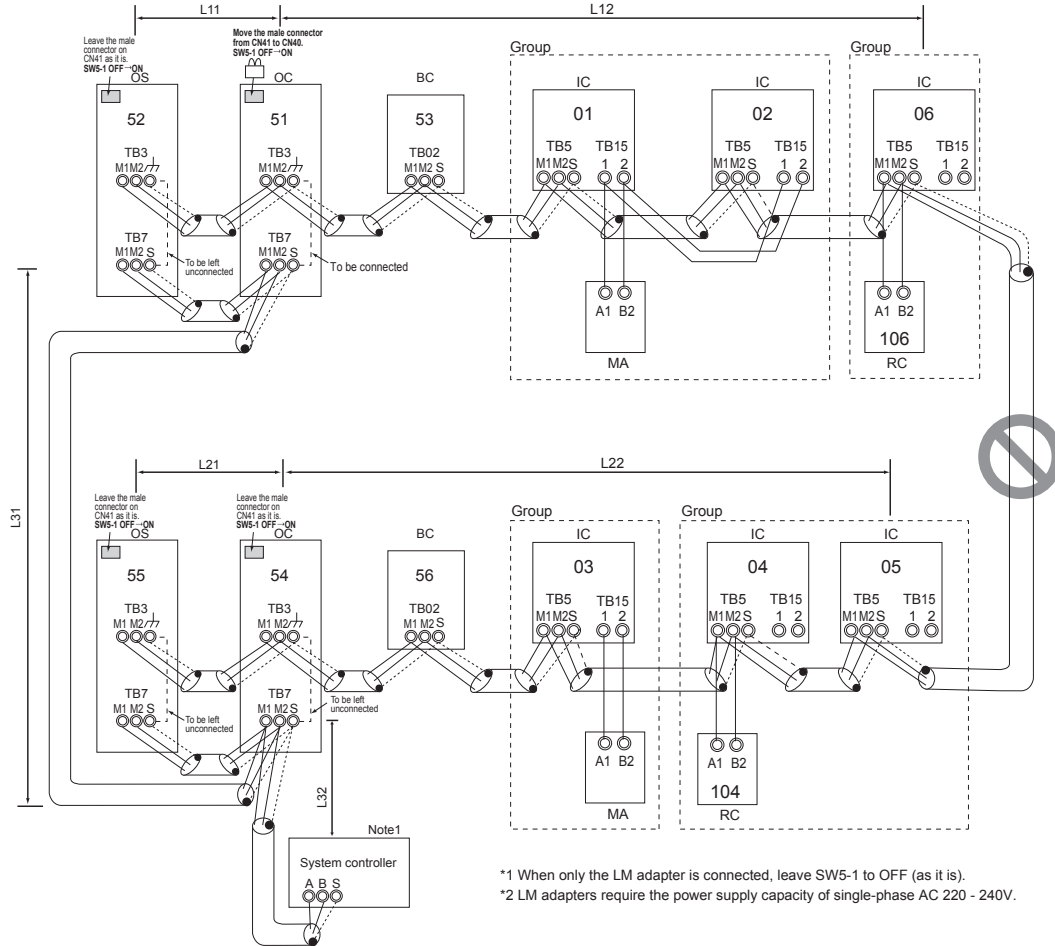 L11
L12
Leave the male
connector on
CN41 as it is.
SW5-1 OFF→ON
OS
Move the male connector
from CN41 to CN40.
SW5-1 OFF→ON
OC
BC
Group
IC
IC
Group
IC
52
51
53
01
02
06
TB3
M1M2
TB3
M1M2
TB02
M1M2 S
TB5
M1M2S
TB15
1 2
TB5
M1M2S
TB15
1 2
TB5
M1M2S
TB15
1 2
TB7
M1M2 S
To be left
unconnected
TB7
M1M2 S
To be connected
A1 B2
MA
A1 B2
106
RC
L31
L21
L22
Leave the male
connector on
CN41 as it is.
SW5-1 OFF→ON
OS
Leave the male
connector on
CN41 as it is.
SW5-1 OFF→ON
OC
BC
Group
IC
Group
IC
IC
55
54
56
03
04
05
TB3
M1 M2
TB3
M1 M2
TB02
M1 M2 S
TB5
M1M2S
TB15
1 2
TB5
M1M2S
TB15
1 2
TB5
M1M2S
TB15
1 2
TB7
M1 M2 S
To be left
unconnected
TB7
M1 M2 S
To be left
unconnected
A1 B2
MA
A1 B2
104
RC
L32
Note1
System controller
A B S
*1 When only the LM adapter is connected, leave SW5-1 to OFF (as it is).
*2 LM adapters require the power supply capacity of single-phase AC 220 - 240V.